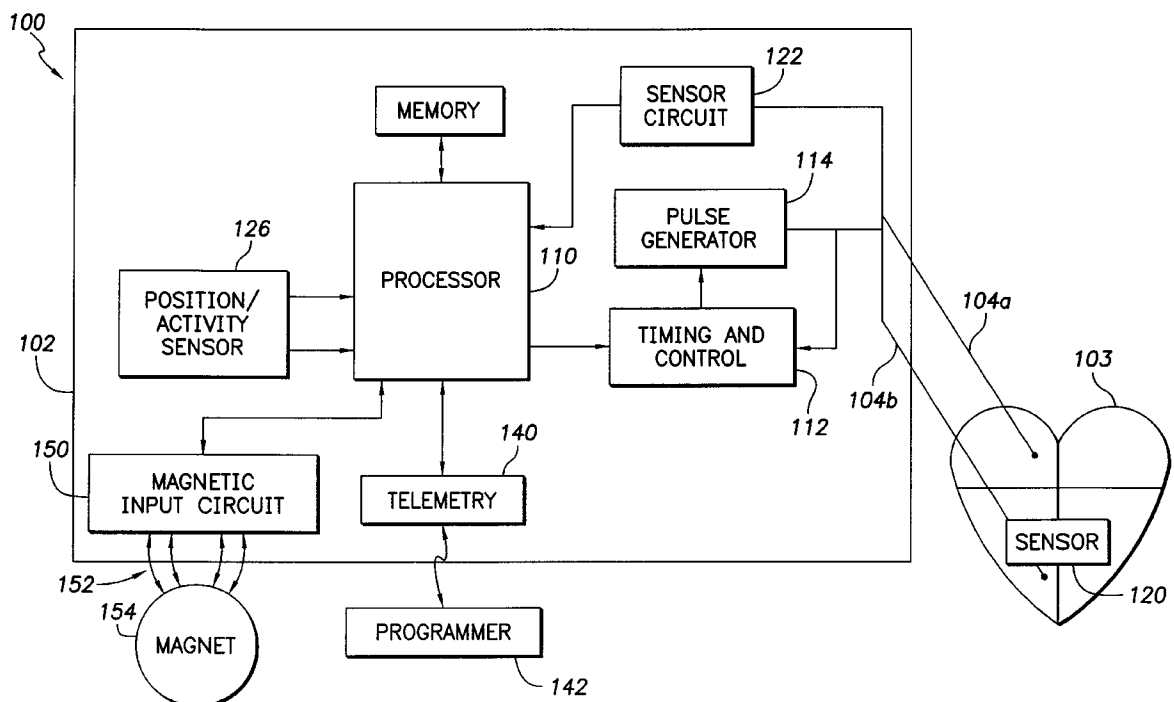 100
122
SENSOR
CIRCUIT
MEMORY
114
PULSE
GENERATOR
126
110
PROCESSOR
POSITION/
ACTIVITY
SENSOR
TIMING AND
CONTROL
104a
102
104b
103
112
150
140
MAGNETIC
INPUT CIRCUIT
TELEMETRY
SENSOR
152
120
154
MAGNET
PROGRAMMER
142